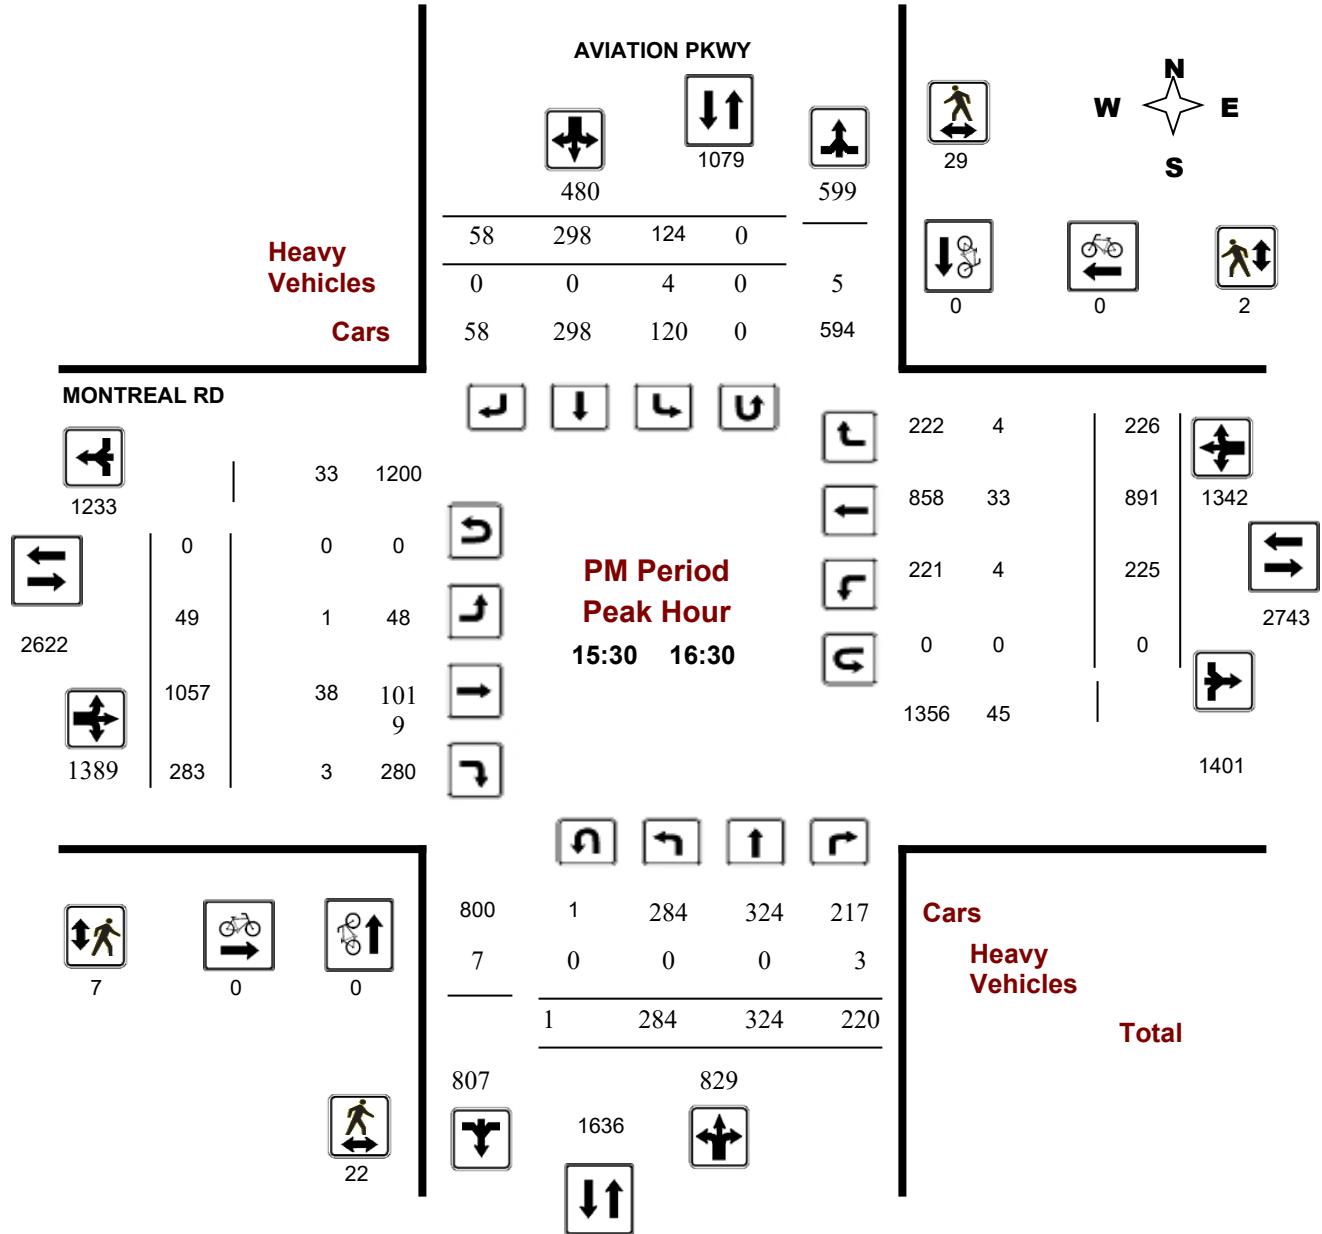 AVIATION PKWY
N
W E
S
1079
29
480 599
58 298 124 0
Heavy
Vehicles
0 0 4 0 5
0 0 2
Cars
58 298 120 0 594
MONTREAL RD
222 4 226
33 1200
1233
858 33 891 1342
0 0 0
PM Period
221 4 225
Peak Hour
49 1 48
2743
2622
15:30 16:30
0 0 0
1057 38 101
9
1356 45
1389 283 3 280
1401
800 1 284 324 217
Cars
7 0 0 0 3
Heavy
Vehicles
7 0 0
1 284 324 220
Total
807 829
1636
22